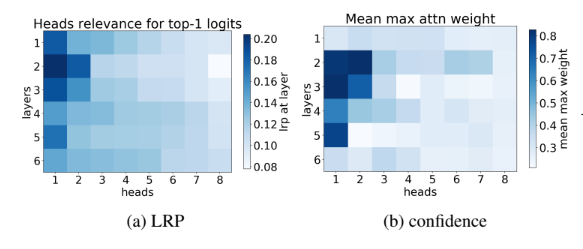 Heads relevance for top-1 logits
1
2
3
4
5
6
layers
1 2 3 4 5 6 7 8
heads
0.20
0.18
0.16
0.14
0.12
0.10
0.08
lrp at layer
(a) LRP
Mean max attn weight
1
2
3
4
5
6
layers
1 2 3 4 5 6 7 8
heads
0.8
0.7
0.6
0.5
0.4
0.3
mean max weight
(b) confidence